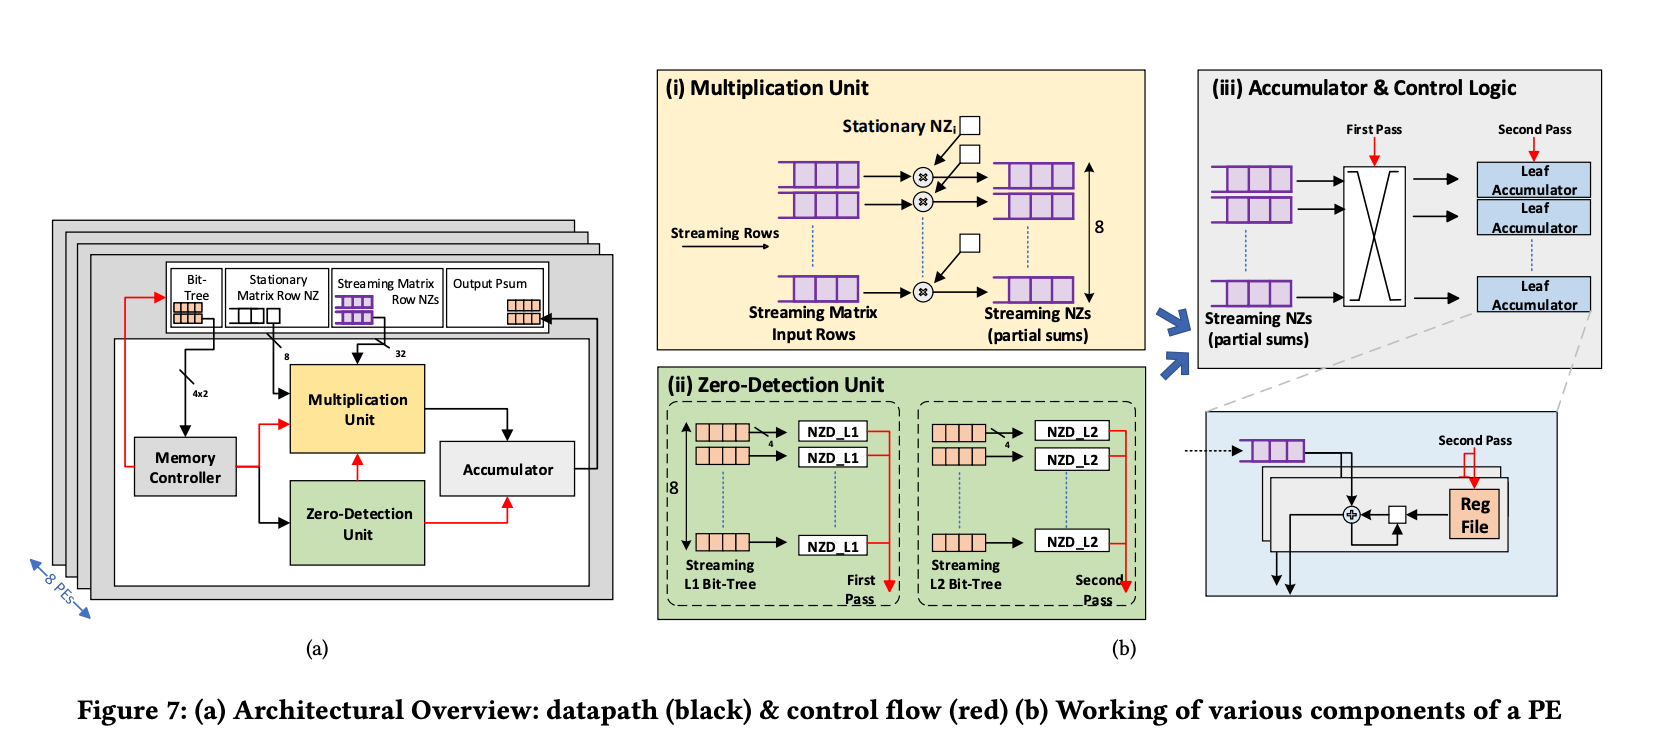 Bit-
Tree
Stationary
Matrix Row NZ
Streaming Matrix
Row NZs
Output Psum
8
32
4x2
Multiplication
Unit
Memory
Controller
Accumulator
Zero-Detection
Unit
8 PEs
(a)
(i) Multiplication Unit
Stationary NZi
Streaming Rows
8
Streaming Matrix
Input Rows
Streaming NZs
(partial sums)
(ii) Zero-Detection Unit
4
NZD_L1
NZD_L1
8
NZD_L1
Streaming
L1 Bit-Tree
First
Pass
4
NZD_L2
NZD_L2
NZD_L2
Streaming
L2 Bit-Tree
Second
Pass
(iii) Accumulator & Control Logic
First Pass
Second Pass
Leaf
Accumulator
Leaf
Accumulator
Leaf
Accumulator
Streaming NZs
(partial sums)
Second Pass
Reg
File
(b)
Figure 7: (a) Architectural Overview: datapath (black) & control flow (red) (b) Working of various components of a PE